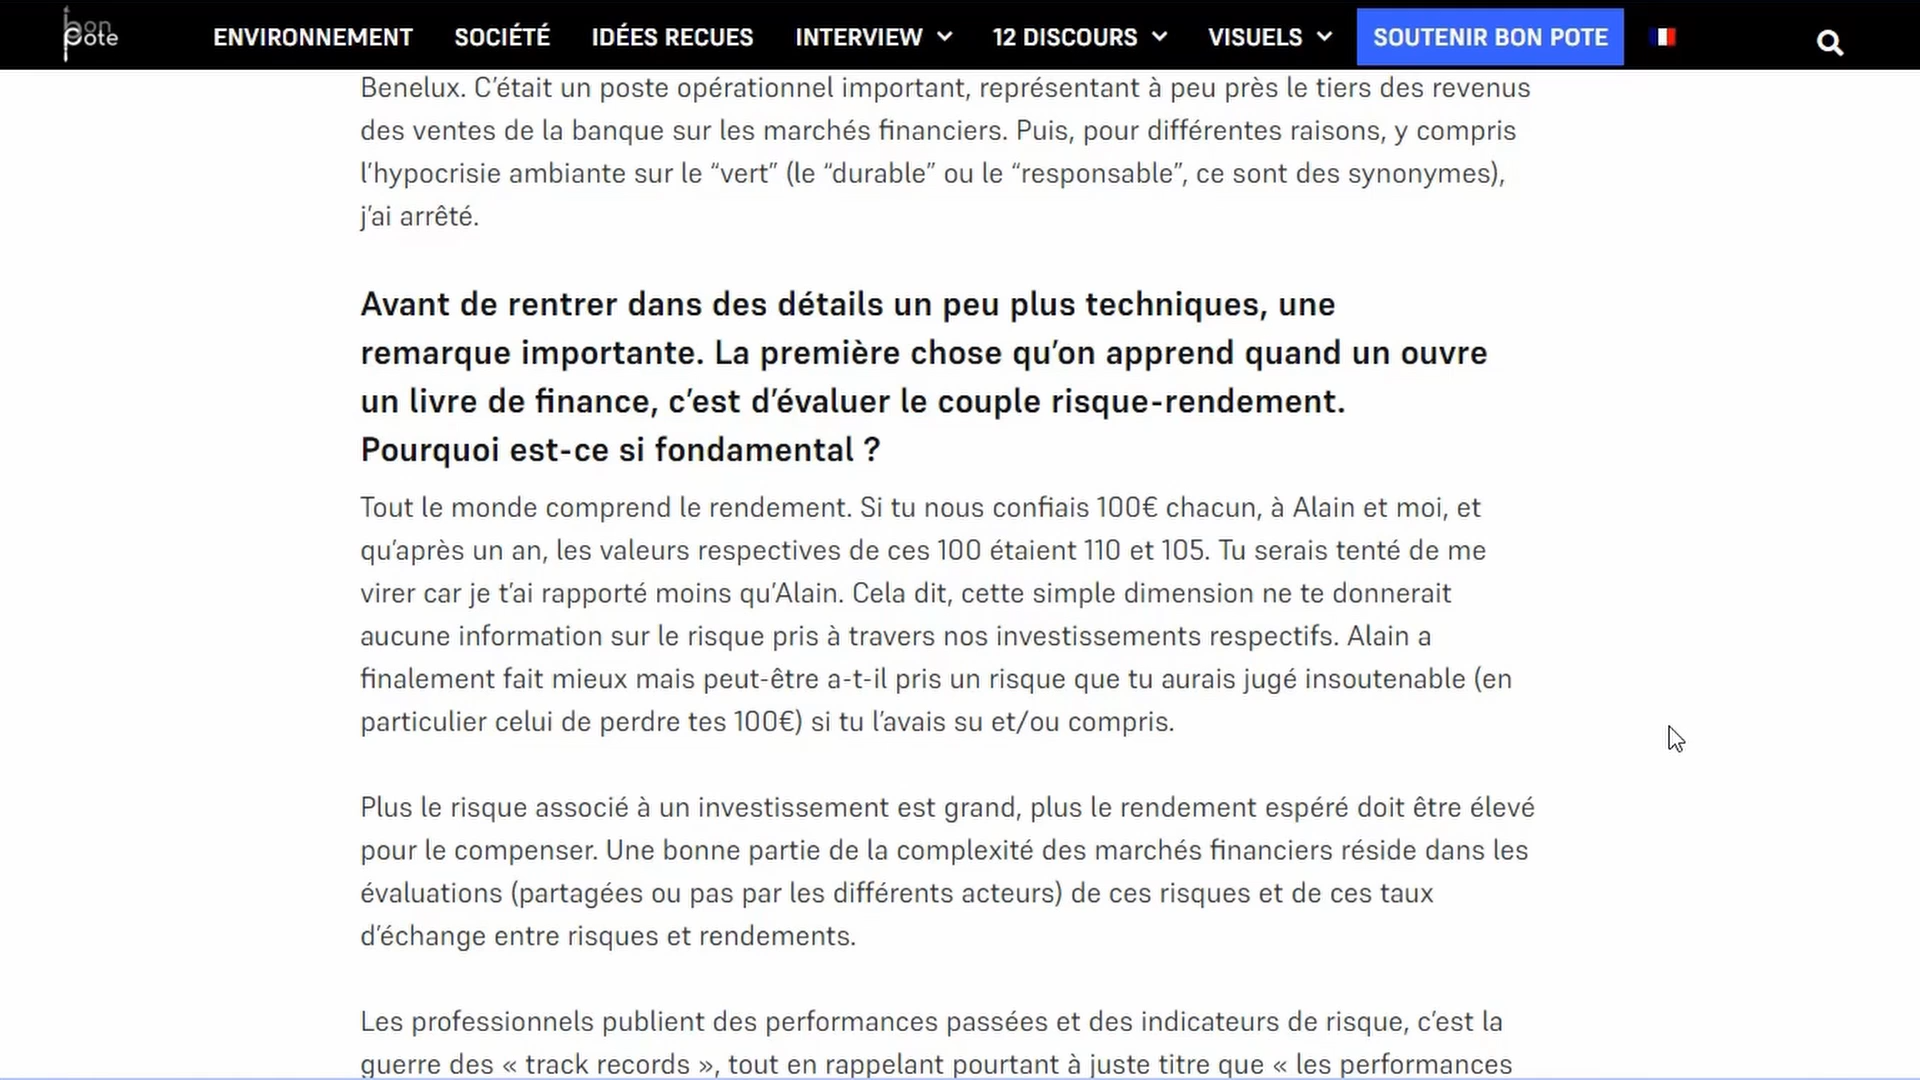 bon pote
ENVIRONNEMENT SOCIÉTÉ IDÉES RECUES INTERVIEW 12 DISCOURS VISUELS SOUTENIR BON POTE
Benelux. C’était un poste opérationnel important, représentant à peu près le tiers des revenus
des ventes de la banque sur les marchés financiers. Puis, pour différentes raisons, y compris
l’hypocrisie ambiante sur le “vert” (le “durable” ou le “responsable”, ce sont des synonymes),
j’ai arrêté.
Avant de rentrer dans des détails un peu plus techniques, une
remarque importante. La première chose qu’on apprend quand un ouvre
un livre de finance, c’est d’évaluer le couple risque-rendement.
Pourquoi est-ce si fondamental ?
Tout le monde comprend le rendement. Si tu nous confiais 100€ chacun, à Alain et moi, et
qu’après un an, les valeurs respectives de ces 100 étaient 110 et 105. Tu serais tenté de me
virer car je t’ai rapporté moins qu’Alain. Cela dit, cette simple dimension ne te donnerait
aucune information sur le risque pris à travers nos investissements respectifs. Alain a
finalement fait mieux mais peut-être a-t-il pris un risque que tu aurais jugé insoutenable (en
particulier celui de perdre tes 100€) si tu l’avais su et/ou compris.
Plus le risque associé à un investissement est grand, plus le rendement espéré doit être élevé
pour le compenser. Une bonne partie de la complexité des marchés financiers réside dans les
évaluations (partagées ou pas par les différents acteurs) de ces risques et de ces taux
d’échange entre risques et rendements.
Les professionnels publient des performances passées et des indicateurs de risque, c’est la
guerre des « track records », tout en rappelant pourtant à juste titre que « les performances